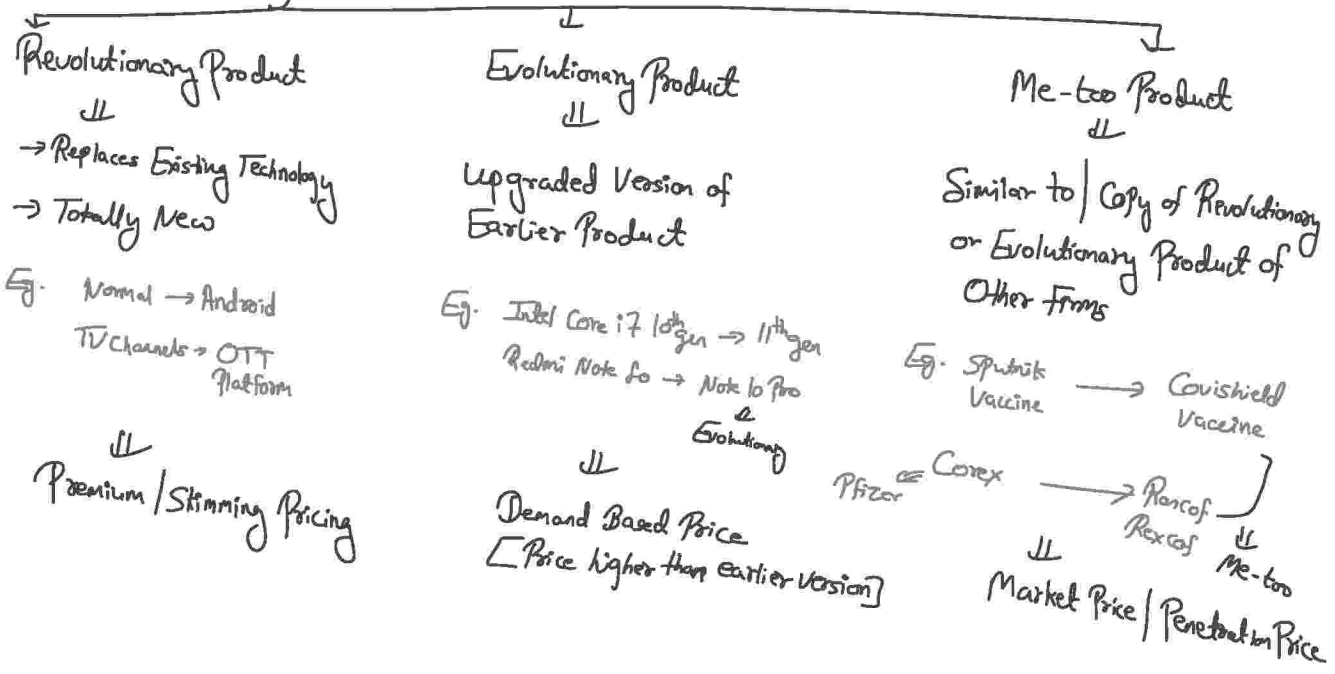 Revolutionary Product
→ Replaces Existing Technology
→ Totally New
Eg. Normal → Android
TV Channels → OTT
Platform
Premium / Skimming Pricing
Evolutionary Product
Upgraded Version of
Earlier Product
Eg. Intel Core i7 10th gen → 11th gen
Redmi Note → Note 10 Pro
Evolutionary
Demand Based Price
[Price higher than earlier version]
Me-too Product
Similar to / Copy of Revolutionary
or Evolutionary Product of
Other Firms
Eg. Sputnik → Covishield
Vaccine Vaccine
Pfizer ⇐ Corex → Rancof
Rexcof
Me-too
Market Price / Penetration Price